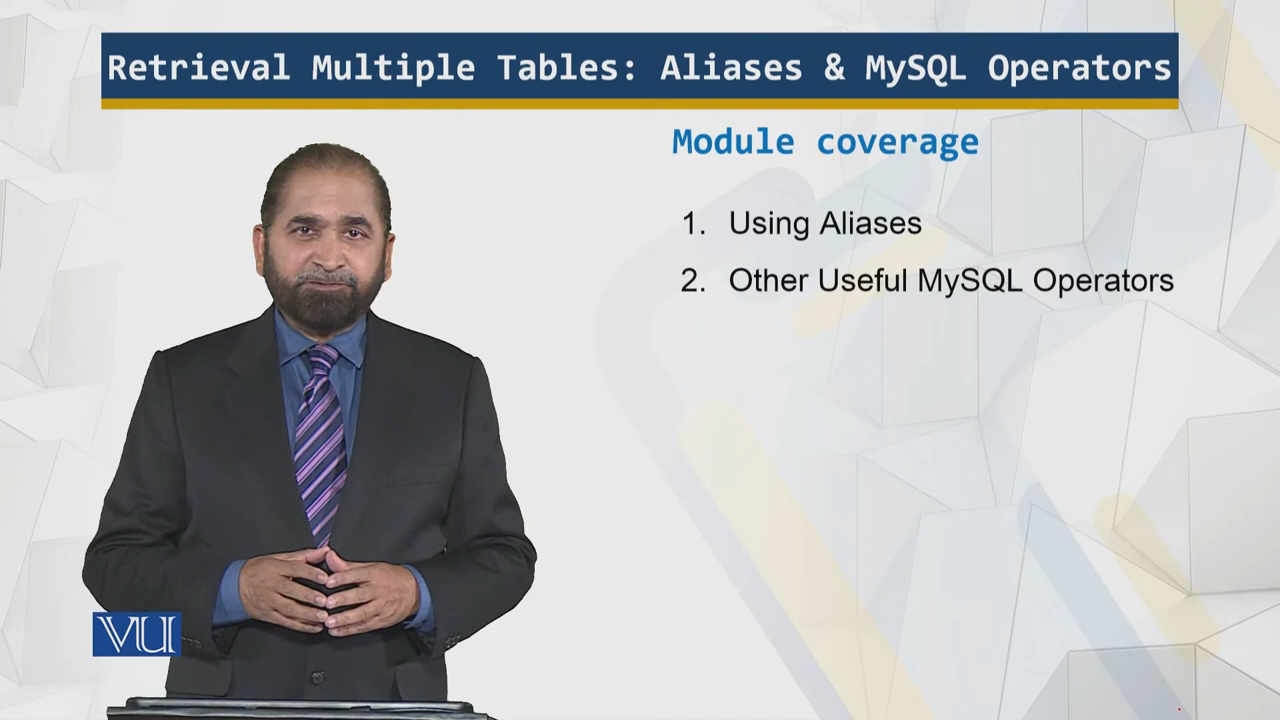 Retrieval Multiple Tables: Aliases & MySQL Operators
Module coverage
1. Using Aliases
2. Other Useful MySQL Operators
VU